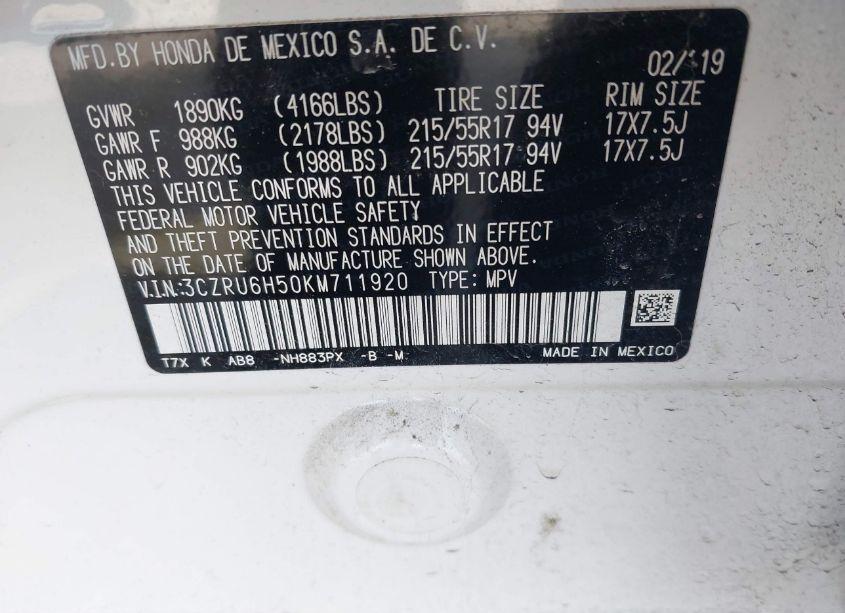 MFD. BY HONDA DE MEXICO S.A. DE C.V.
02/19
GVWR 1890KG (4166LBS) TIRE SIZE RIM SIZE
GAWR F 988KG (2178LBS) 215/55R17 94V 17X7.5J
GAWR R 902KG (1988LBS) 215/55R17 94V 17X7.5J
THIS VEHICLE CONFORMS TO ALL APPLICABLE
FEDERAL MOTOR VEHICLE SAFETY
AND THEFT PREVENTION STANDARDS IN EFFECT
ON THE DATE OF MANUFACTURE SHOWN ABOVE.
V.I.N.:3CZRU6H50KM711920 TYPE: MPV
T7X K AB8 -NH883PX -B -M- MADE IN MEXICO